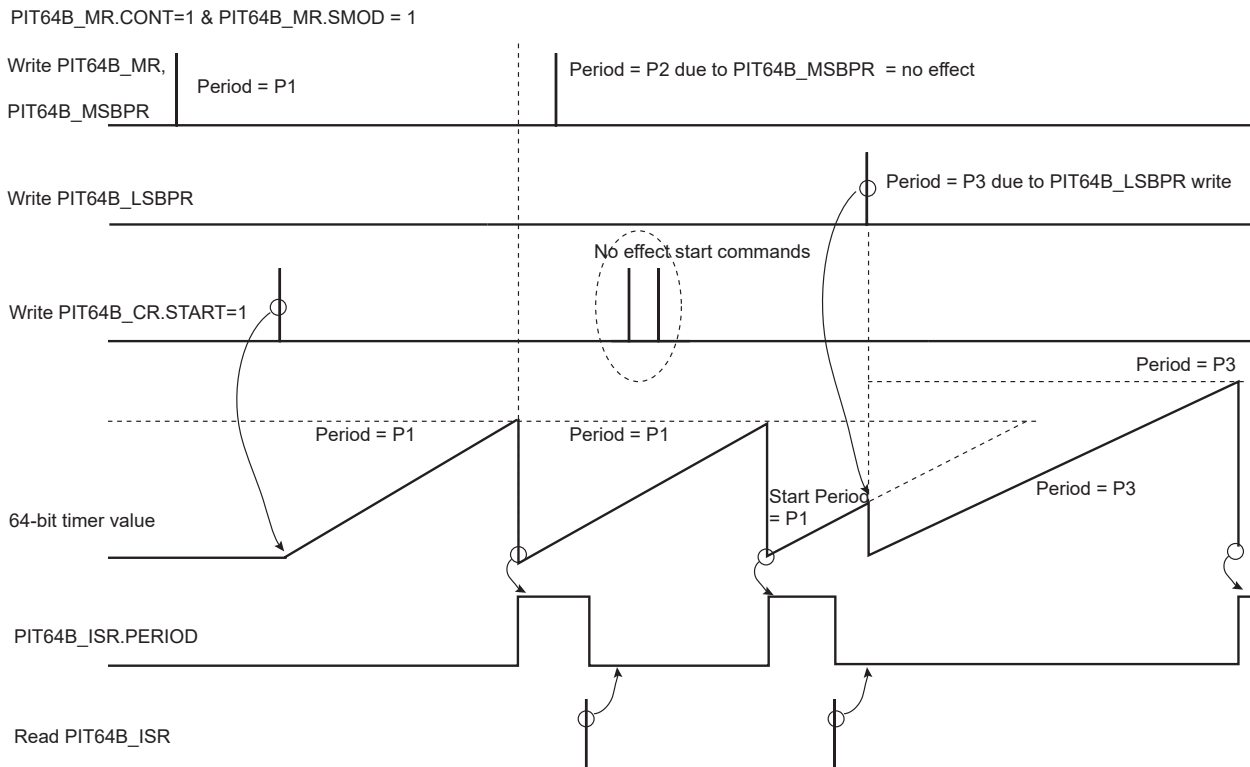 PIT64B_MR.CONT=1 & PIT64B_MR.SMOD = 1
Write PIT64B_MR,
PIT64B_MSBPR
Period = P1
Period = P2 due to PIT64B_MSBPR = no effect
Write PIT64B_LSBPR
Period = P3 due to PIT64B_LSBPR write
No effect start commands
Write PIT64B_CR.START=1
Period = P3
Period = P1
Period = P1
Start Period
= P1
Period = P3
64-bit timer value
PIT64B_ISR.PERIOD
Read PIT64B_ISR